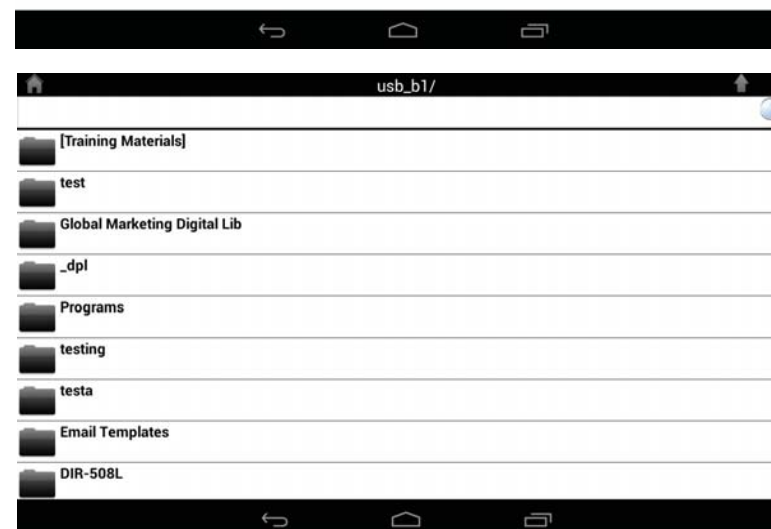 usb_b1/
[Training Materials]
test
Global Marketing Digital Lib
_dpl
Programs
testing
testa
Email Templates
DIR-508L